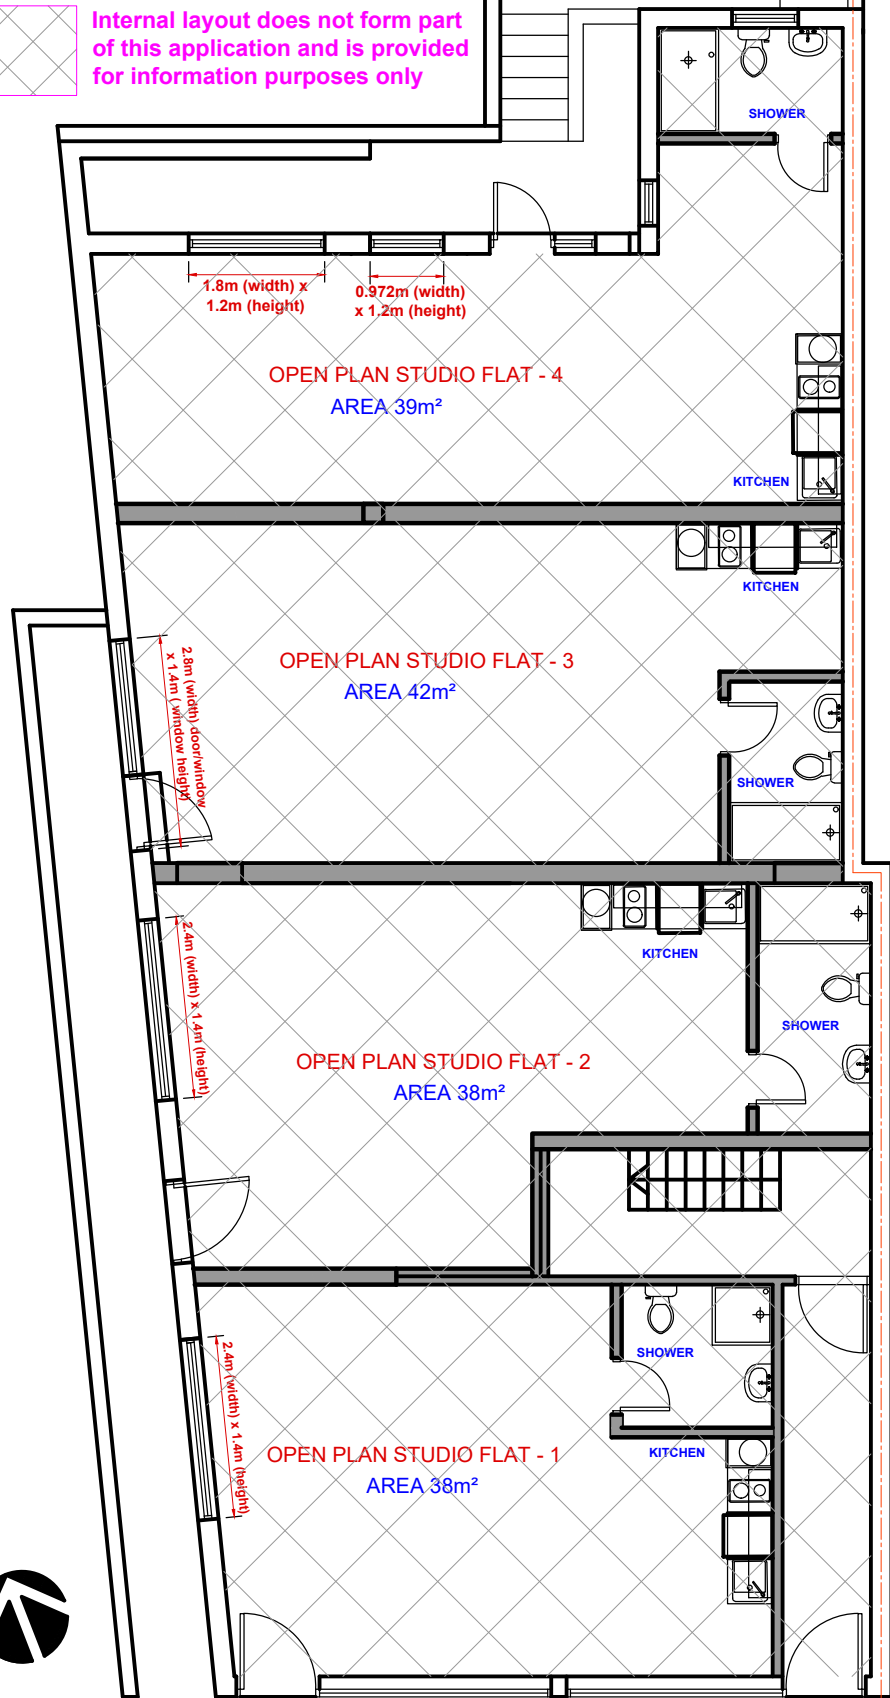 Internal layout does not form part
of this application and is provided
for information purposes only
SHOWER
1.8m (width) x
1.2m (height)
0.972m (width)
x 1.2m (height)
OPEN PLAN STUDIO FLAT - 4
AREA 39m²
KITCHEN
KITCHEN
2.8m (width) door/window
x 1.4m ( window height)
OPEN PLAN STUDIO FLAT - 3
AREA 42m²
SHOWER
2.4m (width) x 1.4m (height)
KITCHEN
SHOWER
OPEN PLAN STUDIO FLAT - 2
AREA 38m²
2.4m (width) x 1.4m (height)
SHOWER
OPEN PLAN STUDIO FLAT - 1
KITCHEN
AREA 38m²